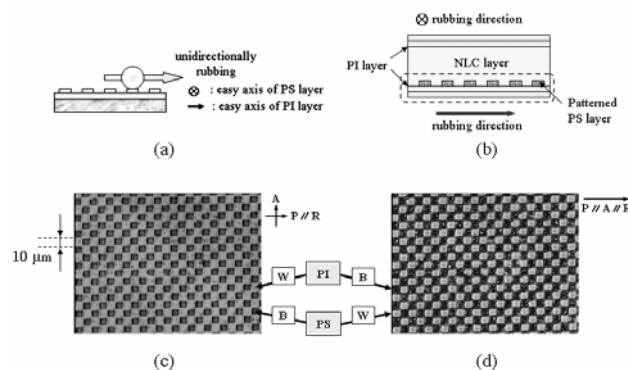 unidirectionally
rubbing
⊗ : easy axis of PS layer
→ : easy axis of PI layer
(a)
⊗ rubbing direction
PI layer
NLC layer
Patterned
PS layer
rubbing direction
(b)
A
P // R
10 μm
W
PI
B
B
PS
W
P // A // R
(c)
(d)